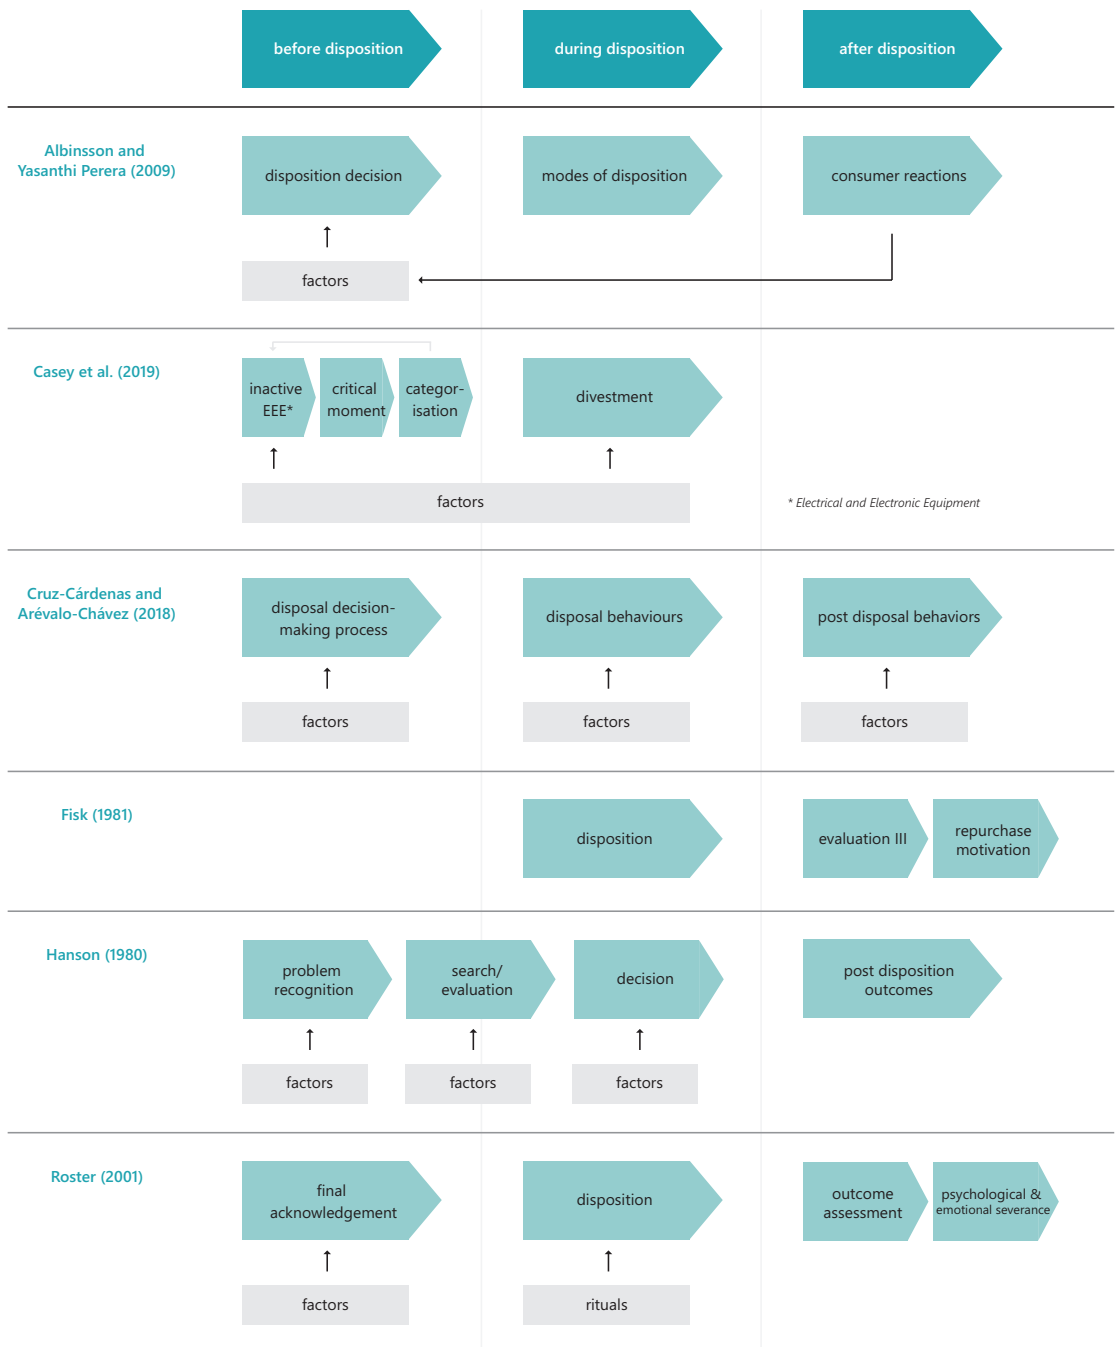 before disposition
during disposition
after disposition
Albinsson and
Yasanthi Perera (2009)
disposition decision
modes of disposition
consumer reactions
factors
Casey et al. (2019)
inactive
EEE*
critical
moment
categor-
isation
divestment
factors
* Electrical and Electronic Equipment
Cruz-Cárdenas and
Arévalo-Chávez (2018)
disposal decision-
making process
disposal behaviours
post disposal behaviors
factors
factors
factors
Fisk (1981)
disposition
evaluation III
repurchase
motivation
Hanson (1980)
problem
recognition
search/
evaluation
decision
post disposition
outcomes
factors
factors
factors
Roster (2001)
final
acknowledgement
disposition
outcome
assessment
psychological &
emotional severance
factors
rituals